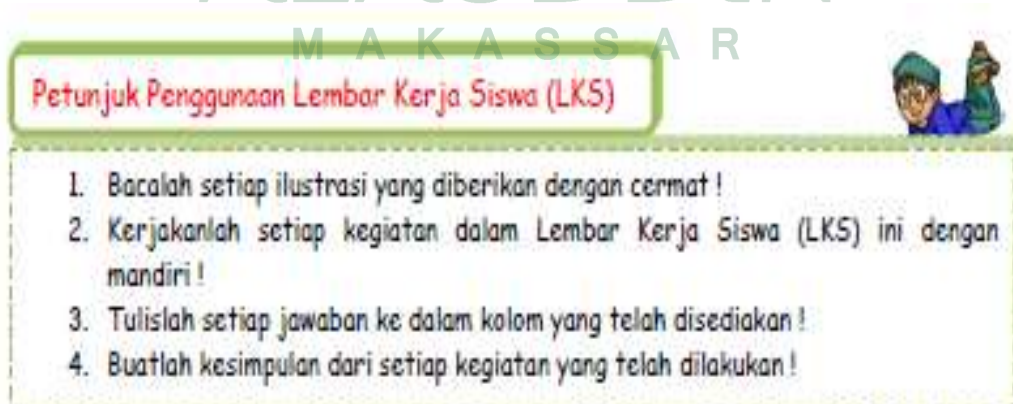 MAKASSAR
Petunjuk Penggunaan Lembar Kerja Siswa (LKS)
1. Bacalah setiap ilustrasi yang diberikan dengan cermat !
2. Kerjakanlah setiap kegiatan dalam Lembar Kerja Siswa (LKS) ini dengan
mandiri !
3. Tulislah setiap jawaban ke dalam kolom yang telah disediakan !
4. Buatlah kesimpulan dari setiap kegiatan yang telah dilakukan !